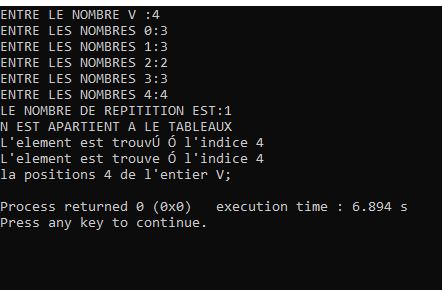 ENTRE LE NOMBRE V :4
ENTRE LES NOMBRES 0:3
ENTRE LES NOMBRES 1:3
ENTRE LES NOMBRES 2:2
ENTRE LES NOMBRES 3:3
ENTRE LES NOMBRES 4:4
LE NOMBRE DE REPITITION EST:1
N EST APARTIENT A LE TABLEAUX
L'element est trouvÚ Ó l'indice 4
L'element est trouve Ó l'indice 4
la positions 4 de l'entier V;
Process returned 0 (0x0)   execution time : 6.894 s
Press any key to continue.